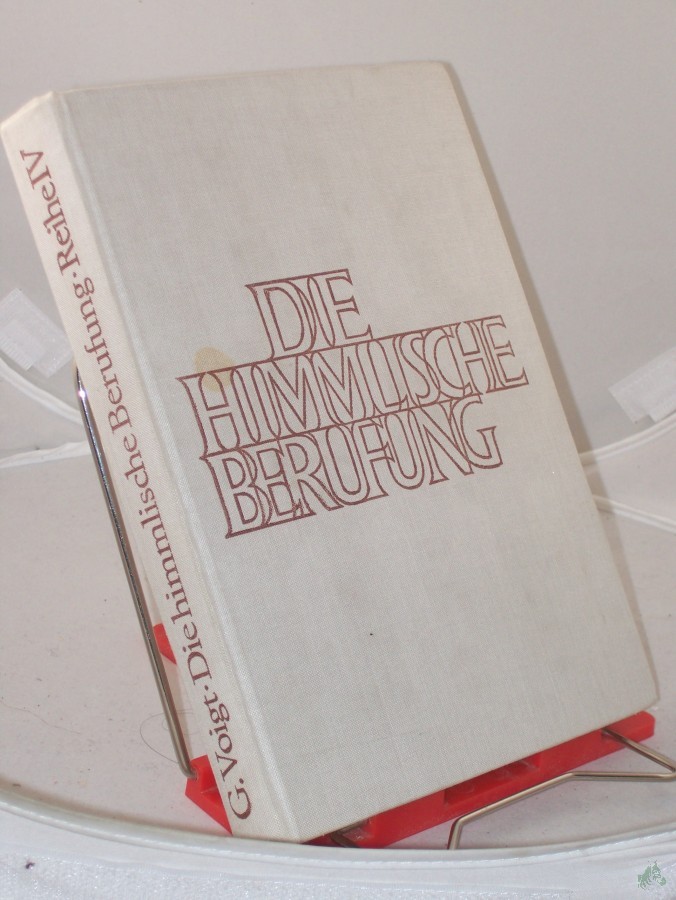 DIE
HIMMLISCHE
BERUFUNG
G. Voigt · Die himmlische Berufung · Reihe IV